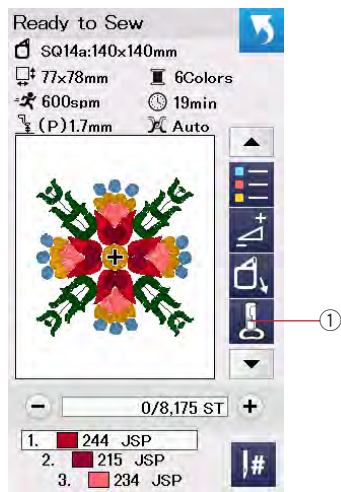 Ready to Sew
SQ14a:140x140mm
77x78mm 6Colors
600spm 19min
(P)1.7mm Auto
1
0/8,175 ST
1. 244 JSP
2. 215 JSP
3. 234 JSP
#